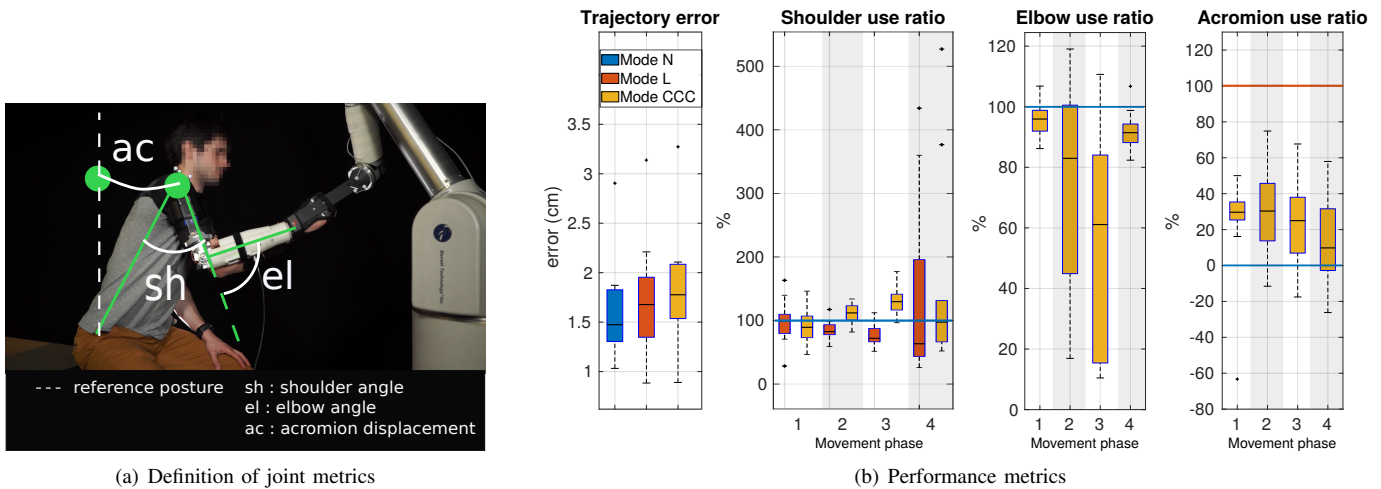 ac
sh
el
Barrett Technology Inc
--- reference posture
sh : shoulder angle
el : elbow angle
ac : acromion displacement
(a) Definition of joint metrics
Trajectory error
Mode N
Mode L
Mode CCC
error (cm)
3.5
3
2.5
2
1.5
1
Shoulder use ratio
%
500
400
300
200
100
0
1 2 3 4
Movement phase
Elbow use ratio
%
120
100
80
60
40
20
0
1 2 3 4
Movement phase
Acromion use ratio
%
120
100
80
60
40
20
0
-20
-40
-60
-80
1 2 3 4
Movement phase
(b) Performance metrics